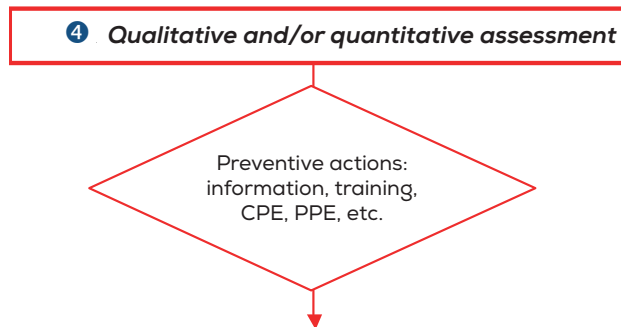 ❹ Qualitative and/or quantitative assessment
Preventive actions:
information, training,
CPE, PPE, etc.